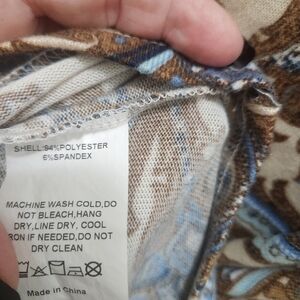 SHELL:94%POLYESTER
6%SPANDEX
MACHINE WASH COLD,DO
NOT BLEACH,HANG
DRY,LINE DRY, COOL
IRON IF NEEDED,DO NOT
DRY CLEAN
Made in China